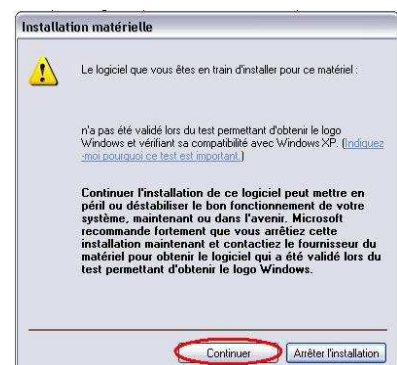 Installation matérielle
Le logiciel que vous êtes en train d'installer pour ce matériel :
n'a pas été validé lors du test permettant d'obtenir le logo
Windows et vérifiant sa compatibilité avec Windows XP. (Indiquez
-moi pourquoi ce test est important.)
Continuer l'installation de ce logiciel peut mettre en
péril ou déstabiliser le bon fonctionnement de votre
système, maintenant ou dans l'avenir. Microsoft
recommande fortement que vous arrêtiez cette
installation maintenant et contactiez le fournisseur du
matériel pour obtenir le logiciel qui a été validé lors du
test permettant d'obtenir le logo Windows.
Continuer
Arrêter l'installation